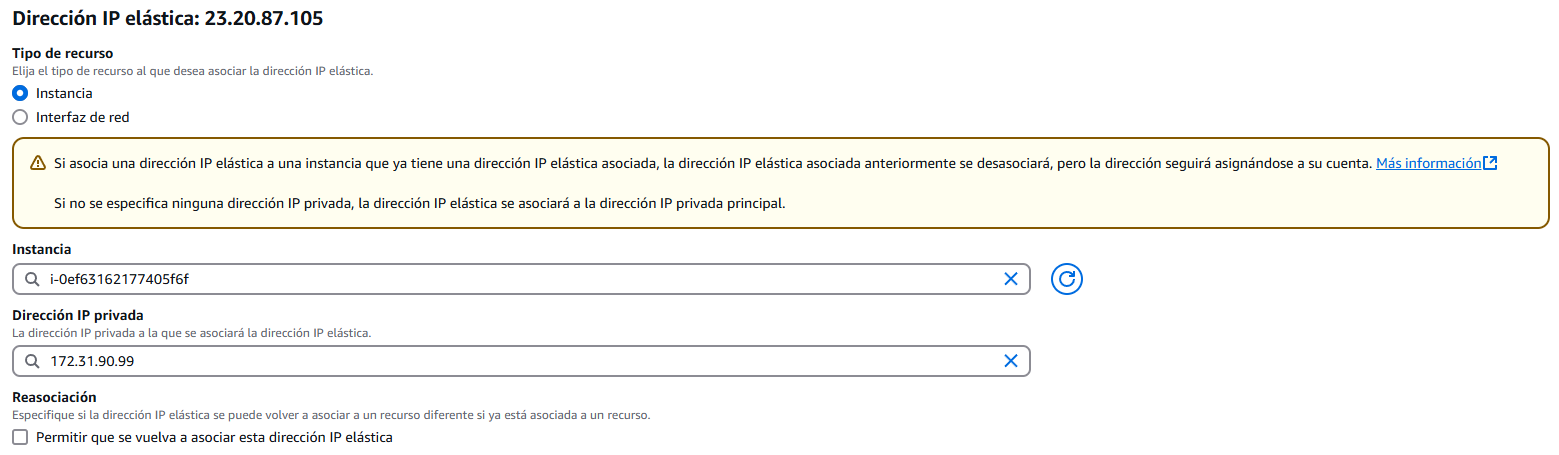 Dirección IP elástica: 23.20.87.105
Tipo de recurso
Elija el tipo de recurso al que desea asociar la dirección IP elástica.
Instancia
Interfaz de red
Si asocia una dirección IP elástica a una instancia que ya tiene una dirección IP elástica asociada, la dirección IP elástica asociada anteriormente se desasociará, pero la dirección seguirá asignándose a su cuenta. Más información
Si no se especifica ninguna dirección IP privada, la dirección IP elástica se asociará a la dirección IP privada principal.
Instancia
i-0ef63162177405f6f
Dirección IP privada
La dirección IP privada a la que se asociará la dirección IP elástica.
172.31.90.99
Reasociación
Especifique si la dirección IP elástica se puede volver a asociar a un recurso diferente si ya está asociada a un recurso.
Permitir que se vuelva a asociar esta dirección IP elástica